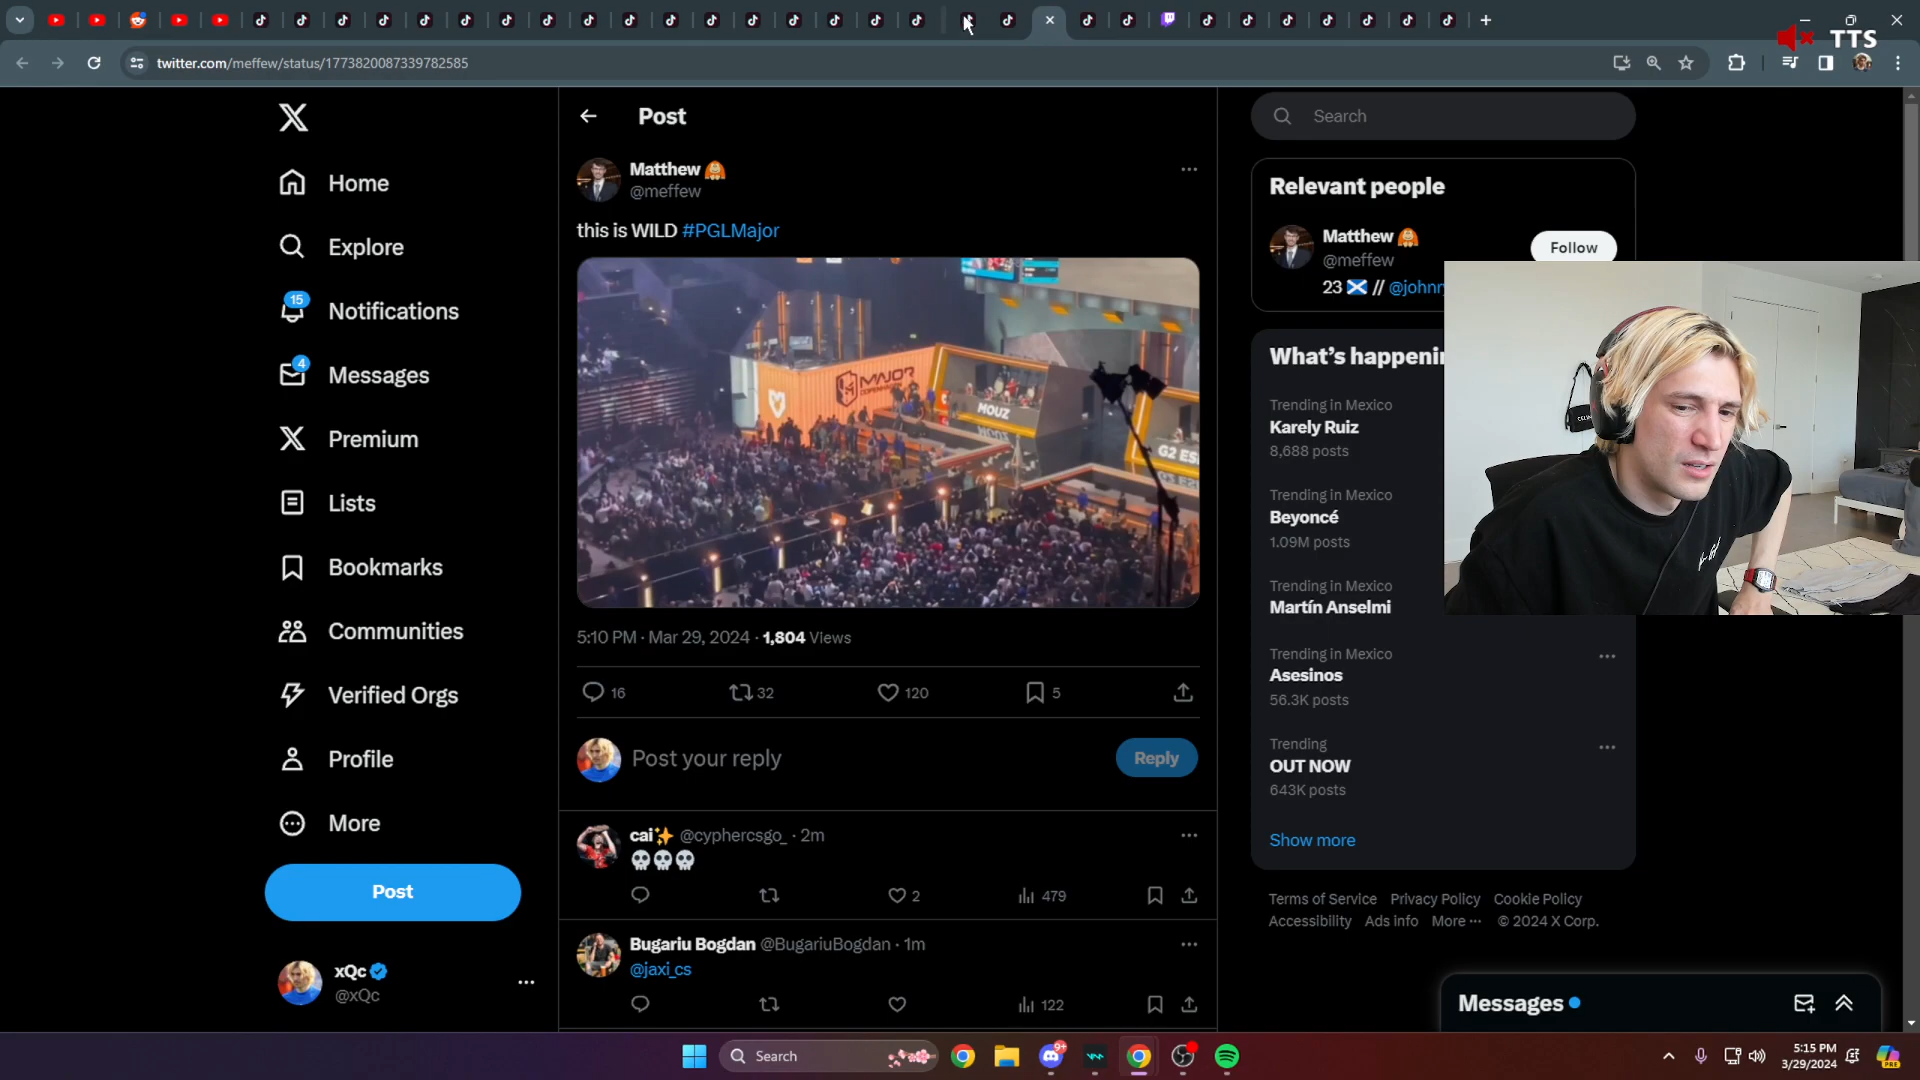 TTS
twitter.com/meffew/status/1773820087339782585
Post
Search
Matthew
@meffew
Relevant people
this is WILD #PGLMajor
Matthew
@meffew
Follow
23 // @johnr
MAJOR
MOUZ
G2 ES
Home
Explore
15
Notifications
4
Messages
Premium
Lists
Bookmarks
Communities
Verified Orgs
Profile
More
Post
xQc
@xQc
5:10 PM · Mar 29, 2024 · 1,804 Views
16 32 120 5
Post your reply
Reply
cai @cyphercsgo_ · 2m
💀💀💀
2 479
Bugariu Bogdan @BugariuBogdan · 1m
@jaxi_cs
122
What’s happenin
Trending in Mexico
Karely Ruiz
8,688 posts
Trending in Mexico
Beyoncé
1.09M posts
Trending in Mexico
Martín Anselmi
Trending in Mexico
Asesinos
56.3K posts
Trending
OUT NOW
643K posts
Show more
Terms of Service Privacy Policy Cookie Policy
Accessibility Ads info More ··· © 2024 X Corp.
Messages
Search
9+
5:15 PM
3/29/2024
PRE